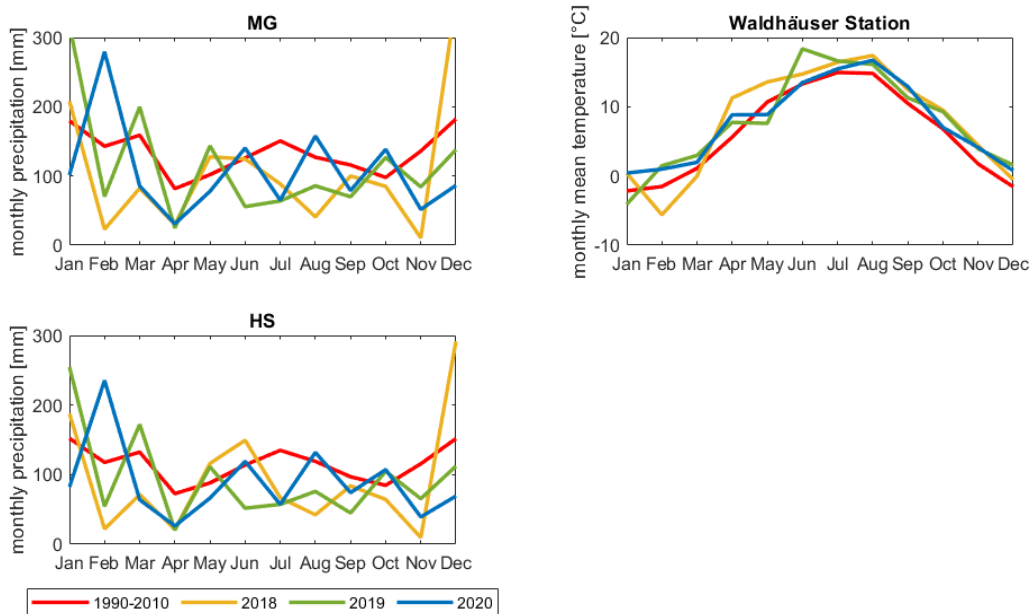 MG
monthly precipitation [mm]
300
200
100
0
Jan Feb Mar Apr May Jun Jul Aug Sep Oct Nov Dec
Waldhäuser Station
monthly mean temperature [°C]
20
10
0
-10
Jan Feb Mar Apr May Jun Jul Aug Sep Oct Nov Dec
HS
monthly precipitation [mm]
300
200
100
0
Jan Feb Mar Apr May Jun Jul Aug Sep Oct Nov Dec
1990-2010 2018 2019 2020